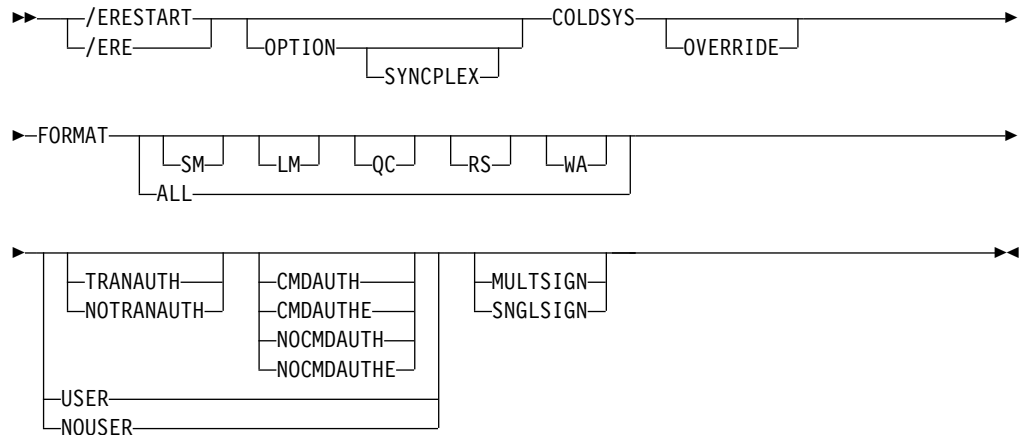 /ERESTART COLDSYS
/ERE OPTION OVERRIDE
SYNCPLEX
FORMAT
SM LM QC RS WA
ALL
TRANAUTH CMDAUTH MULTSIGN
NOTRANAUTH CMDAUTHE SNGLSIGN
NOCMDAUTH
NOCMDAUTHE
USER
NOUSER